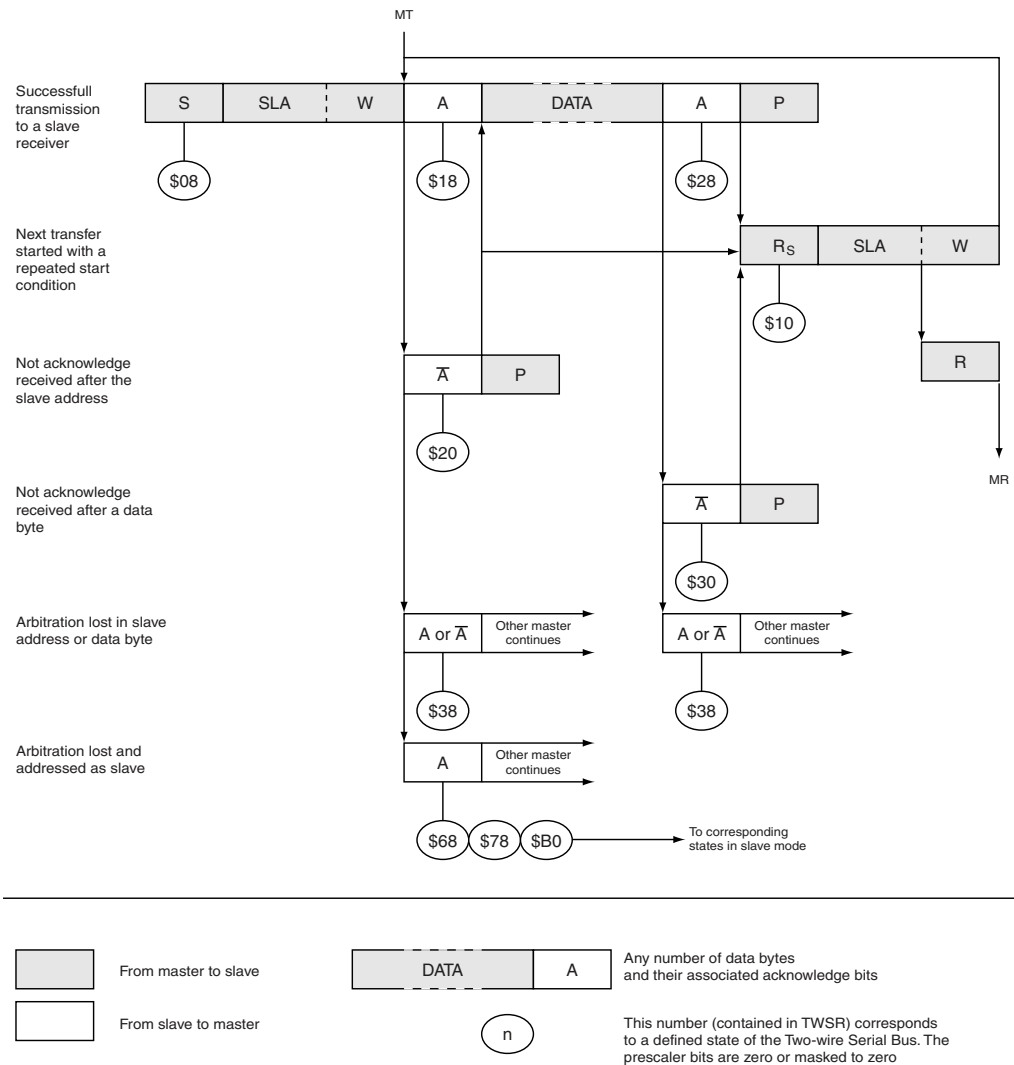 MT
Successfull
transmission
to a slave
receiver
S SLA W A DATA A P
$08 $18 $28
Next transfer
started with a
repeated start
condition
RS SLA W
$10
Not acknowledge
received after the
slave address
A̅ P
R
$20
MR
Not acknowledge
received after a data
byte
A̅ P
$30
Arbitration lost in slave
address or data byte
A or A̅ Other master
continues
A or A̅ Other master
continues
$38 $38
Arbitration lost and
addressed as slave
A Other master
continues
$68 $78 $B0
To corresponding
states in slave mode
From master to slave
DATA A
Any number of data bytes
and their associated acknowledge bits
From slave to master
n
This number (contained in TWSR) corresponds
to a defined state of the Two-wire Serial Bus. The
prescaler bits are zero or masked to zero